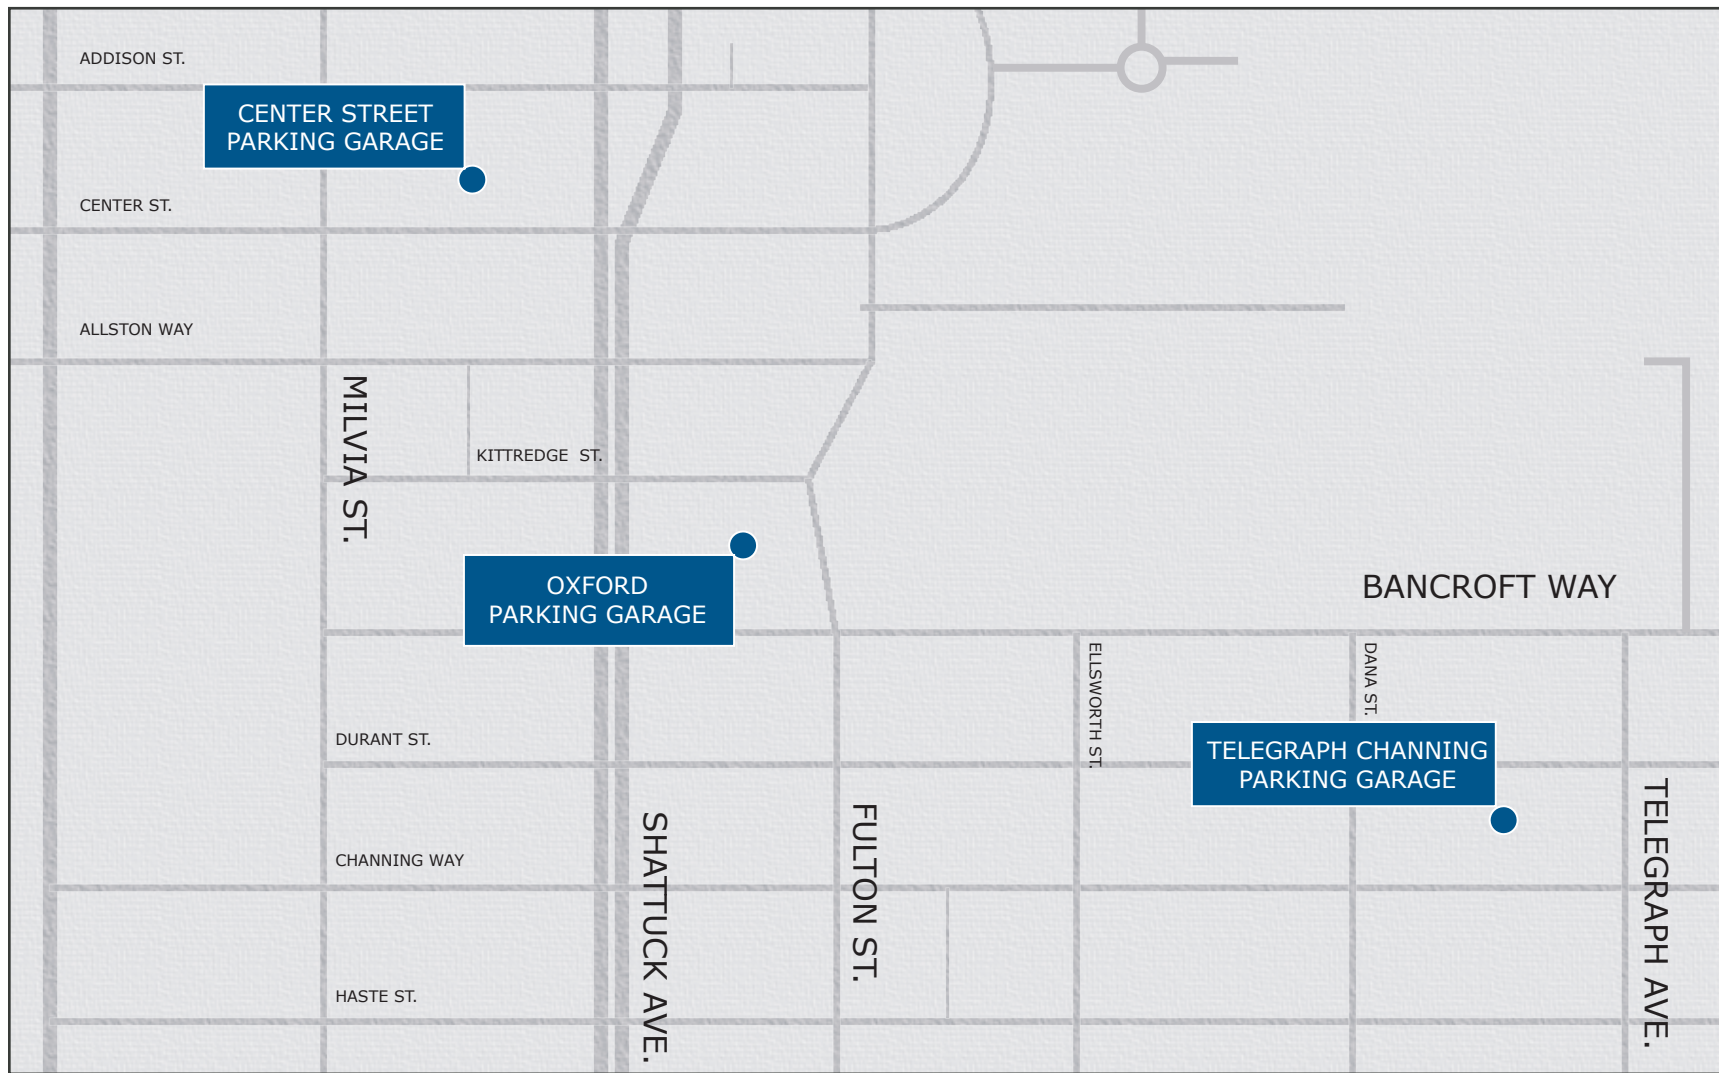 ADDISON ST.
CENTER STREET
PARKING GARAGE
CENTER ST.
ALLSTON WAY
MILVIA ST.
KITTREDGE  ST.
OXFORD
PARKING GARAGE
BANCROFT WAY
ELLSWORTH ST.
DANA ST.
DURANT ST.
TELEGRAPH CHANNING
PARKING GARAGE
TELEGRAPH AVE.
SHATTUCK AVE.
FULTON ST.
CHANNING WAY
HASTE ST.